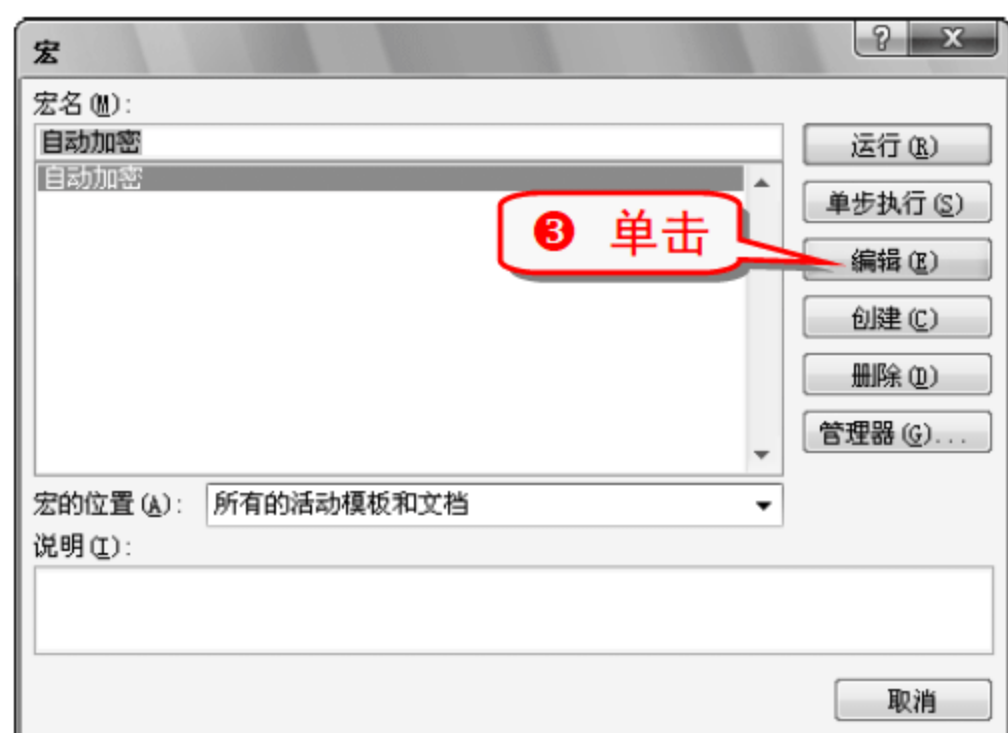 宏
宏名(M):
自动加密
自动加密
运行(R)
单步执行(S)
❸ 单击
编辑(E)
创建(C)
删除(D)
管理器(G)...
宏的位置(A): 所有的活动模板和文档
说明(I):
取消